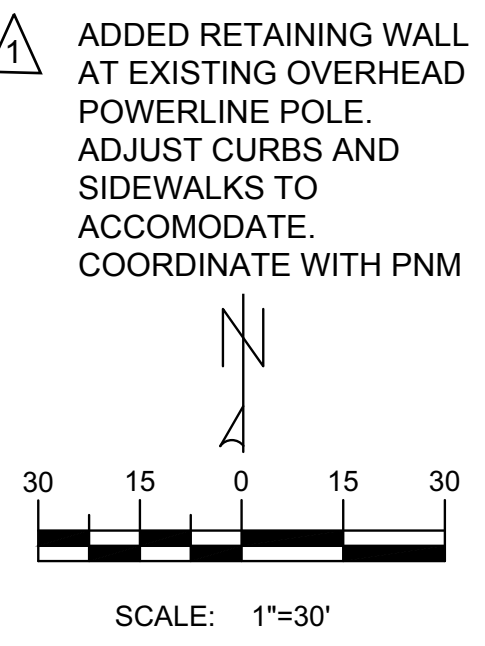 1 ADDED RETAINING WALL
AT EXISTING OVERHEAD
POWERLINE POLE.
ADJUST CURBS AND
SIDEWALKS TO
ACCOMODATE.
COORDINATE WITH PNM
N
30 15 0 15 30
SCALE: 1"=30'